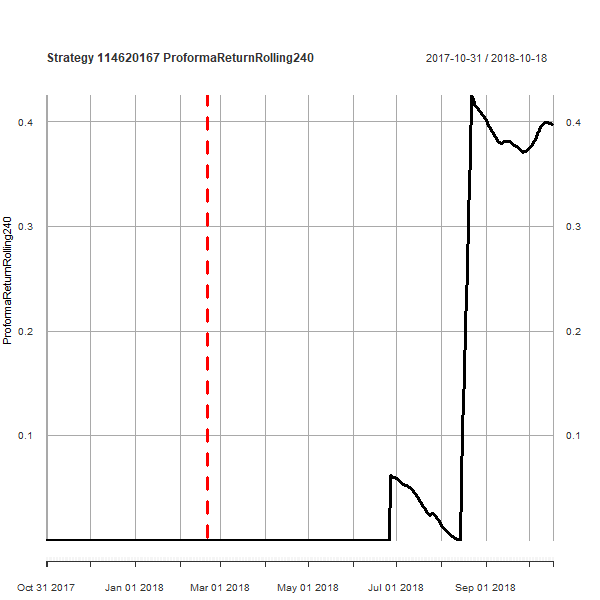 Strategy 114620167 ProformaReturnRolling240
2017-10-31 / 2018-10-18
ProformaReturnRolling240
0.4
0.3
0.2
0.1
0.4
0.3
0.2
0.1
Oct 31 2017
Jan 01 2018
Mar 01 2018
May 01 2018
Jul 01 2018
Sep 01 2018